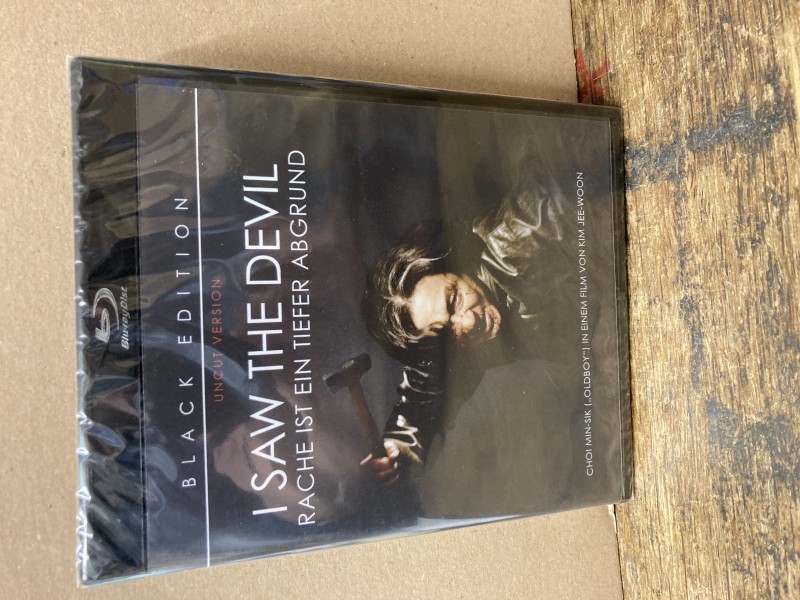 Blu-ray Disc
BLACK EDITION
UNCUT VERSION
I SAW THE DEVIL
RACHE IST EIN TIEFER ABGRUND
CHOI MIN-SIK („OLDBOY“) IN EINEM FILM VON KIM JEE-WOON